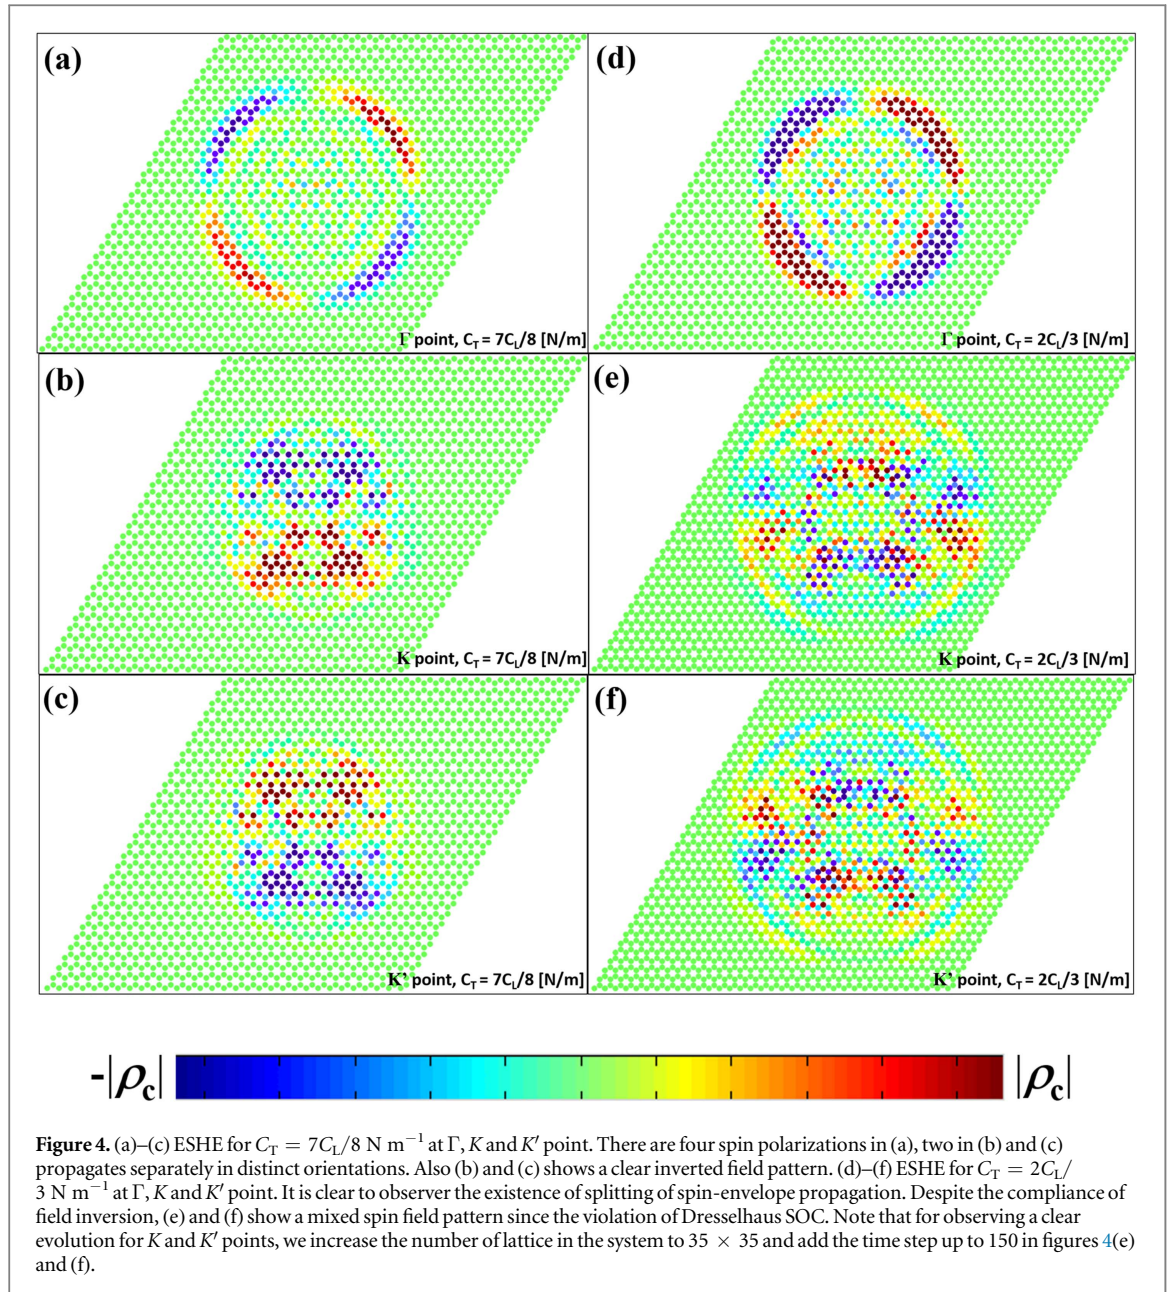 (a)
(d)
Γ point, C_T = 7C_L/8 [N/m]
Γ point, C_T = 2C_L/3 [N/m]
(b)
(e)
K point, C_T = 7C_L/8 [N/m]
K point, C_T = 2C_L/3 [N/m]
(c)
(f)
K' point, C_T = 7C_L/8 [N/m]
K' point, C_T = 2C_L/3 [N/m]
-|ρ_c|
|ρ_c|
Figure 4. (a)–(c) ESHE for C_T = 7C_L/8 N m⁻¹ at Γ, K and K′ point. There are four spin polarizations in (a), two in (b) and (c)
propagates separately in distinct orientations. Also (b) and (c) shows a clear inverted field pattern. (d)–(f) ESHE for C_T = 2C_L/
3 N m⁻¹ at Γ, K and K′ point. It is clear to observer the existence of splitting of spin-envelope propagation. Despite the compliance of
field inversion, (e) and (f) show a mixed spin field pattern since the violation of Dresselhaus SOC. Note that for observing a clear
evolution for K and K′ points, we increase the number of lattice in the system to 35 × 35 and add the time step up to 150 in figures 4(e)
and (f̂).